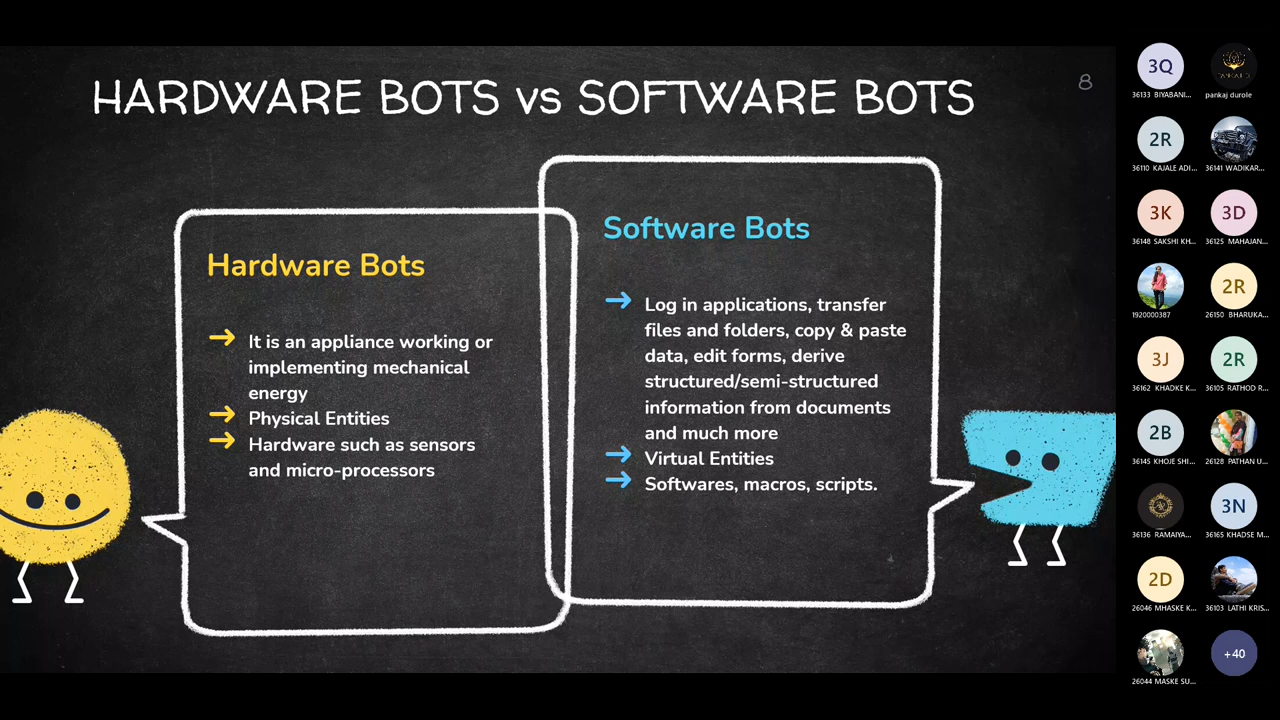 HARDWARE BOTS vs SOFTWARE BOTS
8
Hardware Bots
It is an appliance working or
implementing mechanical
energy
Physical Entities
Hardware such as sensors
and micro-processors
Software Bots
Log in applications, transfer
files and folders, copy & paste
data, edit forms, derive
structured/semi-structured
information from documents
and much more
Virtual Entities
Softwares, macros, scripts.
3Q
36133 BIYABANI...
pankaj durole
2R
36110 KAJALE ADI...
36141 WADIKAR...
3K
36148 SAKSHI KH...
3D
36125 MAHAJAN...
1920000387
2R
26150 BHARUKA...
3J
36162 KHADKE K...
2R
36105 RATHOD R...
2B
36145 KHOJE SHI...
26128 PATHAN U...
36136 RAMAIYA...
3N
36165 KHADSE M...
2D
26046 MHASKE K...
36103 LATHI KRIS...
26044 MASKE SU...
+40